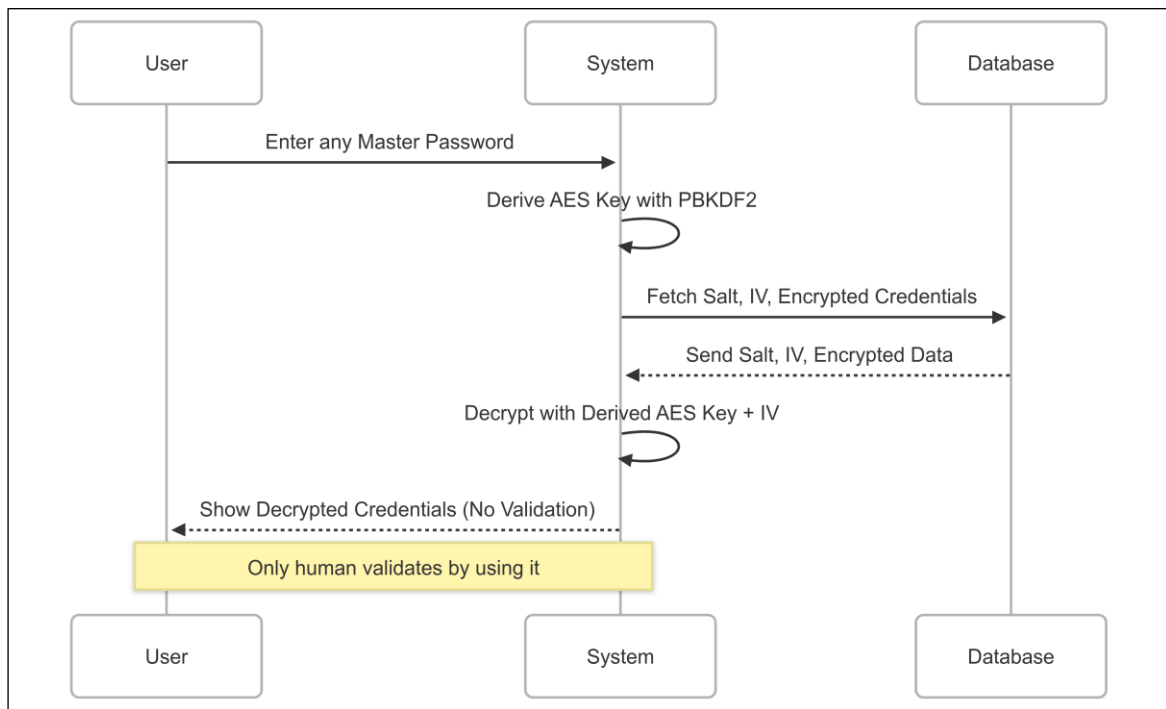 User
System
Database
Enter any Master Password
Derive AES Key with PBKDF2
Fetch Salt, IV, Encrypted Credentials
Send Salt, IV, Encrypted Data
Decrypt with Derived AES Key + IV
Show Decrypted Credentials (No Validation)
Only human validates by using it
User
System
Database